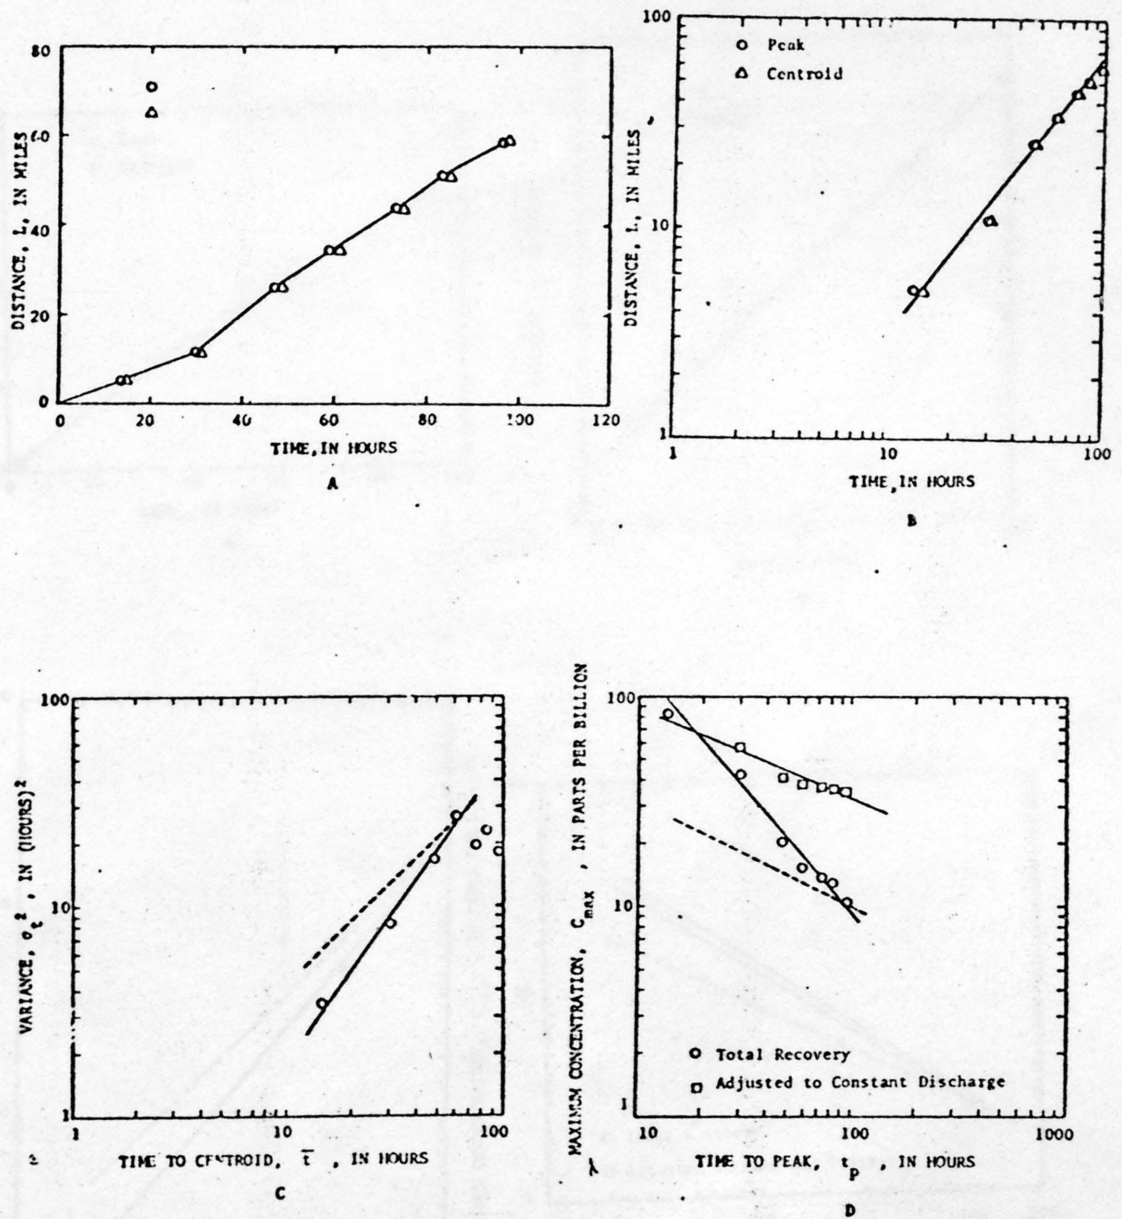 80
60
40
20
0
0 20 40 60 80 100 120
DISTANCE, L, IN MILES
TIME, IN HOURS
A
100
10
1
1 10 100
Peak
Centroid
DISTANCE, L, IN MILES
TIME, IN HOURS
B
100
10
1
1 10 100
VARIANCE, σt², IN (HOURS)²
TIME TO CENTROID, t̄ , IN HOURS
C
100
10
1
10 100 1000
MAXIMUM CONCENTRATION, Cmax , IN PARTS PER BILLION
Total Recovery
Adjusted to Constant Discharge
TIME TO PEAK, tp , IN HOURS
D